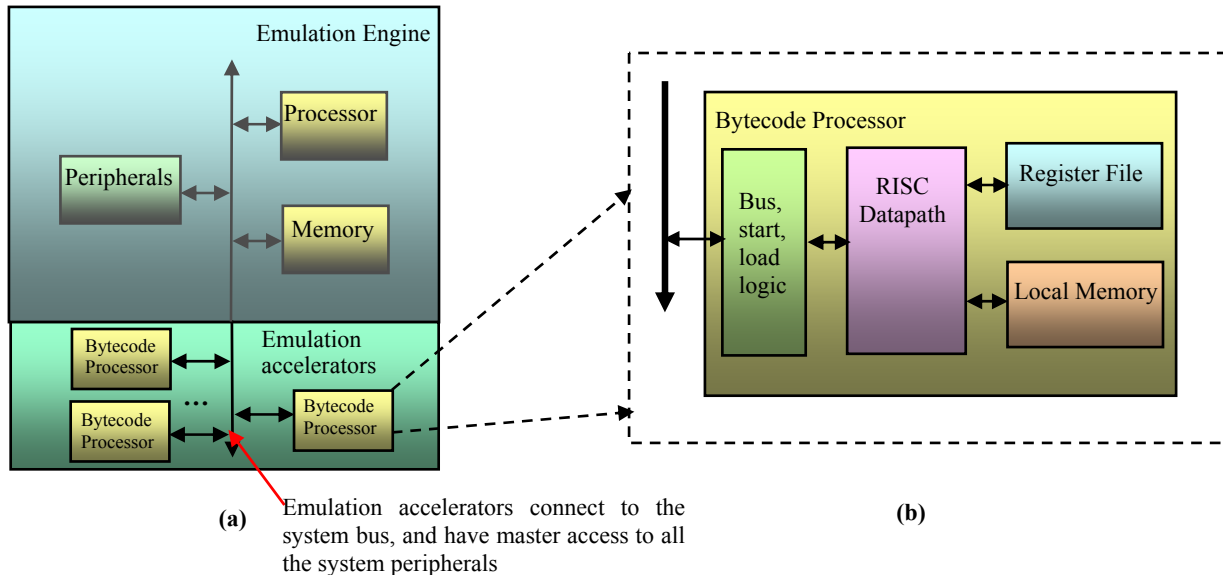 Emulation Engine
Processor
Peripherals
Memory
Emulation
accelerators
Bytecode
Processor
...
Bytecode
Processor
Bytecode
Processor
(a)
Emulation accelerators connect to the
system bus, and have master access to all
the system peripherals
Bytecode Processor
Bus,
start,
load
logic
RISC
Datapath
Register File
Local Memory
(b)